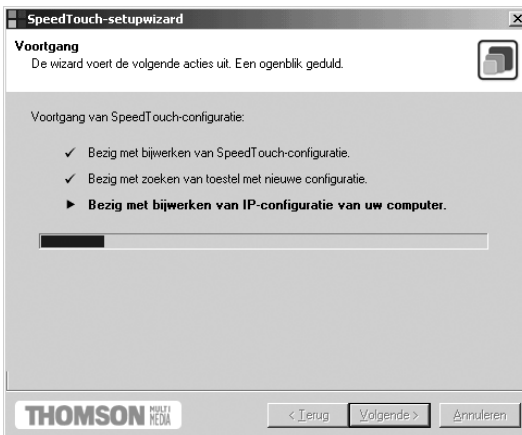 SpeedTouch-setupwizard
Voortgang
De wizard voert de volgende acties uit. Een ogenblik geduld.
Voortgang van SpeedTouch-configuratie:
Bezig met bijwerken van SpeedTouch-configuratie.
Bezig met zoeken van toestel met nieuwe configuratie.
Bezig met bijwerken van IP-configuratie van uw computer.
THOMSON MULTI MEDIA
< Terug Volgende > Annuleren